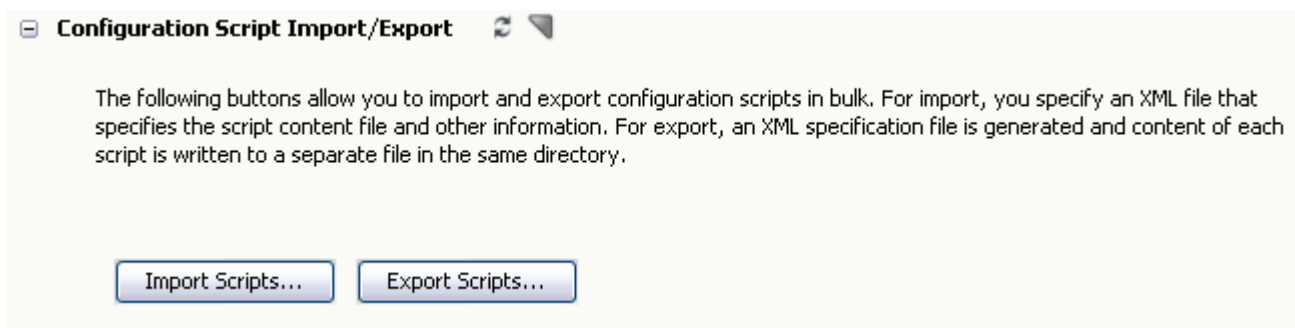 Configuration Script Import/Export
The following buttons allow you to import and export configuration scripts in bulk. For import, you specify an XML file that
specifies the script content file and other information. For export, an XML specification file is generated and content of each
script is written to a separate file in the same directory.
Import Scripts... Export Scripts...